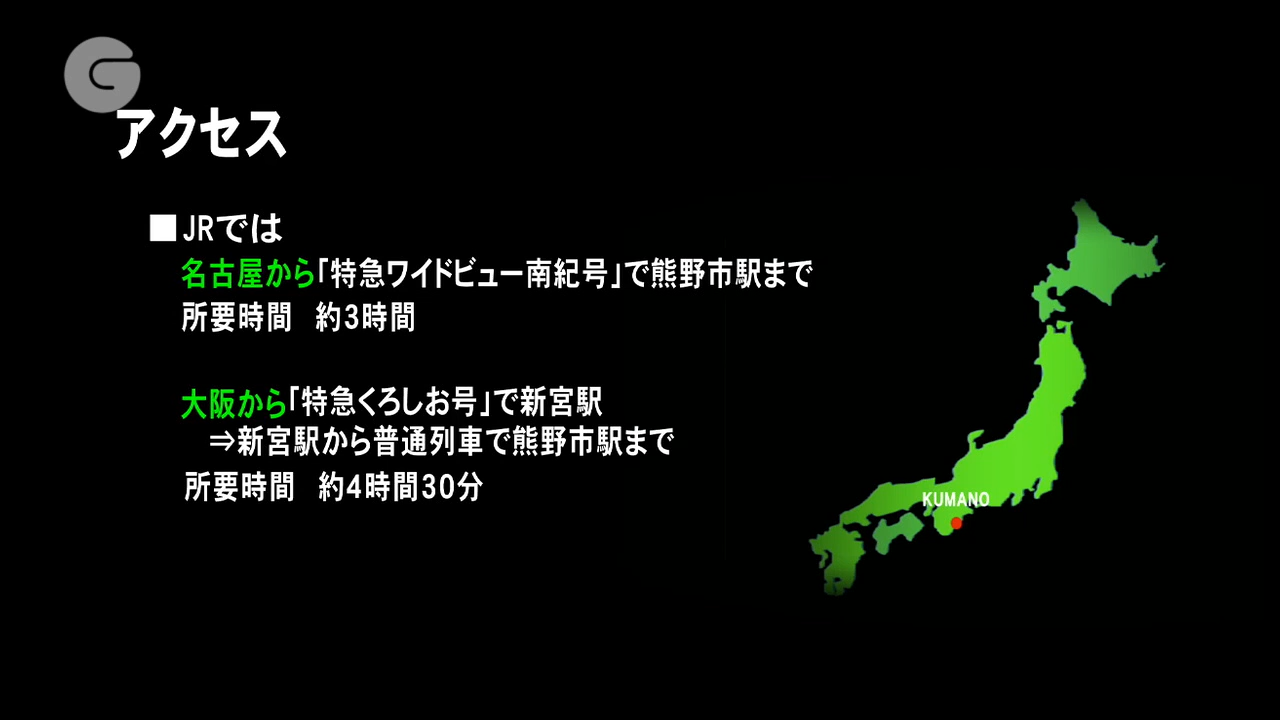 アクセス
■JRでは
名古屋から「特急ワイドビュー南紀号」で熊野市駅まで
所要時間　約3時間
大阪から「特急くろしお号」で新宮駅
⇒新宮駅から普通列車で熊野市駅まで
所要時間　約4時間30分
KUMANO